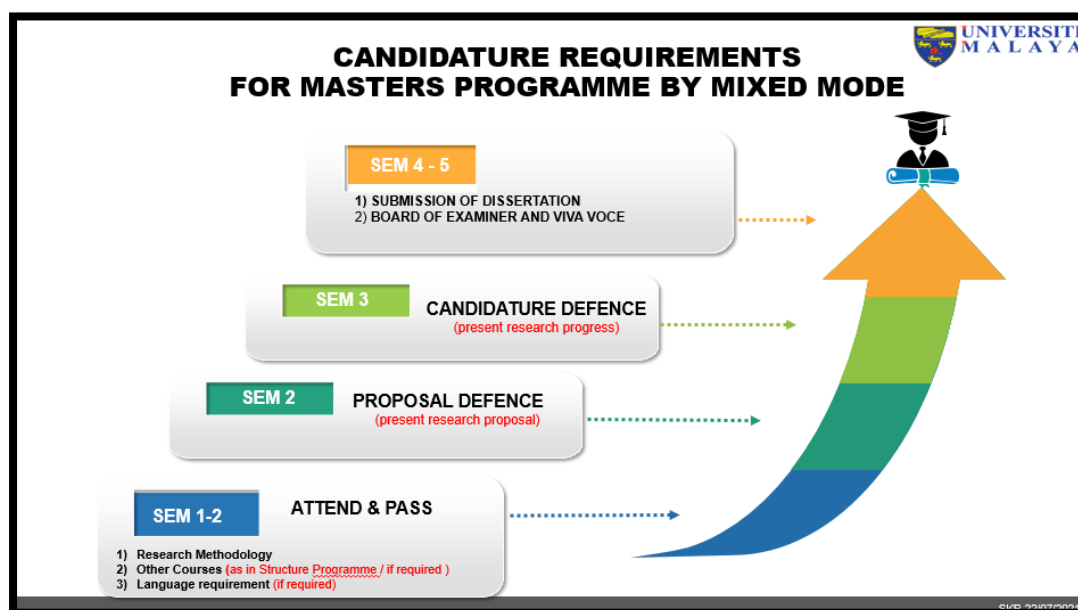 UNIVERSITI
MALAYA
CANDIDATURE REQUIREMENTS
FOR MASTERS PROGRAMME BY MIXED MODE
SEM 4 - 5
1) SUBMISSION OF DISSERTATION
2) BOARD OF EXAMINER AND VIVA VOCE
SEM 3
CANDIDATURE DEFENCE
(present research progress)
SEM 2
PROPOSAL DEFENCE
(present research proposal)
SEM 1-2
ATTEND & PASS
1) Research Methodology
2) Other Courses (as in Structure Programme / if required )
3) Language requirement (if required)